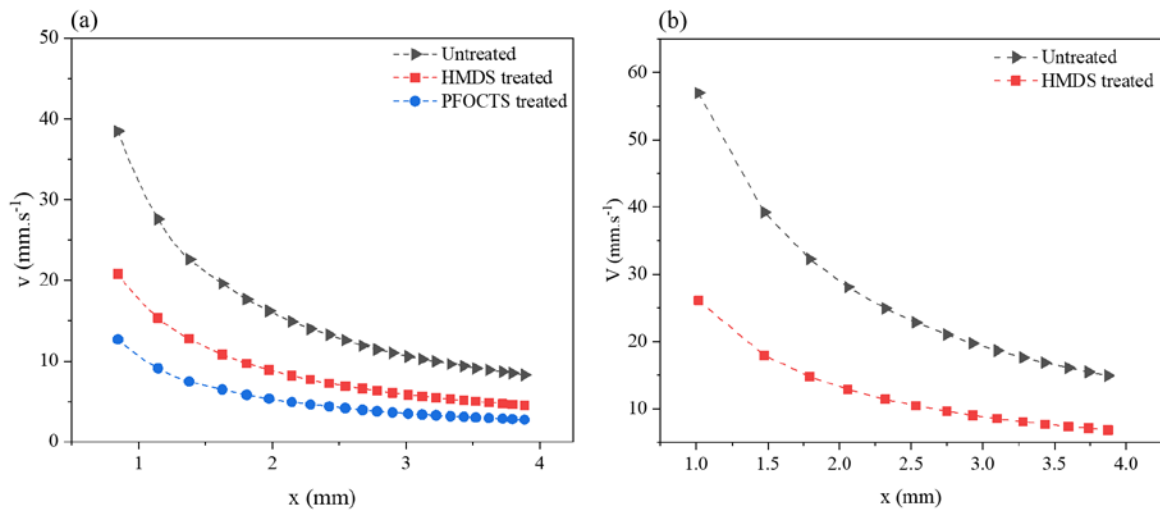 (a)
50
40
30
20
10
0
v (mm.s⁻¹)
Untreated
HMDS treated
PFOCTS treated
1 2 3 4
x (mm)
(b)
60
50
40
30
20
10
V (mm.s⁻¹)
Untreated
HMDS treated
1.0 1.5 2.0 2.5 3.0 3.5 4.0
x (mm)